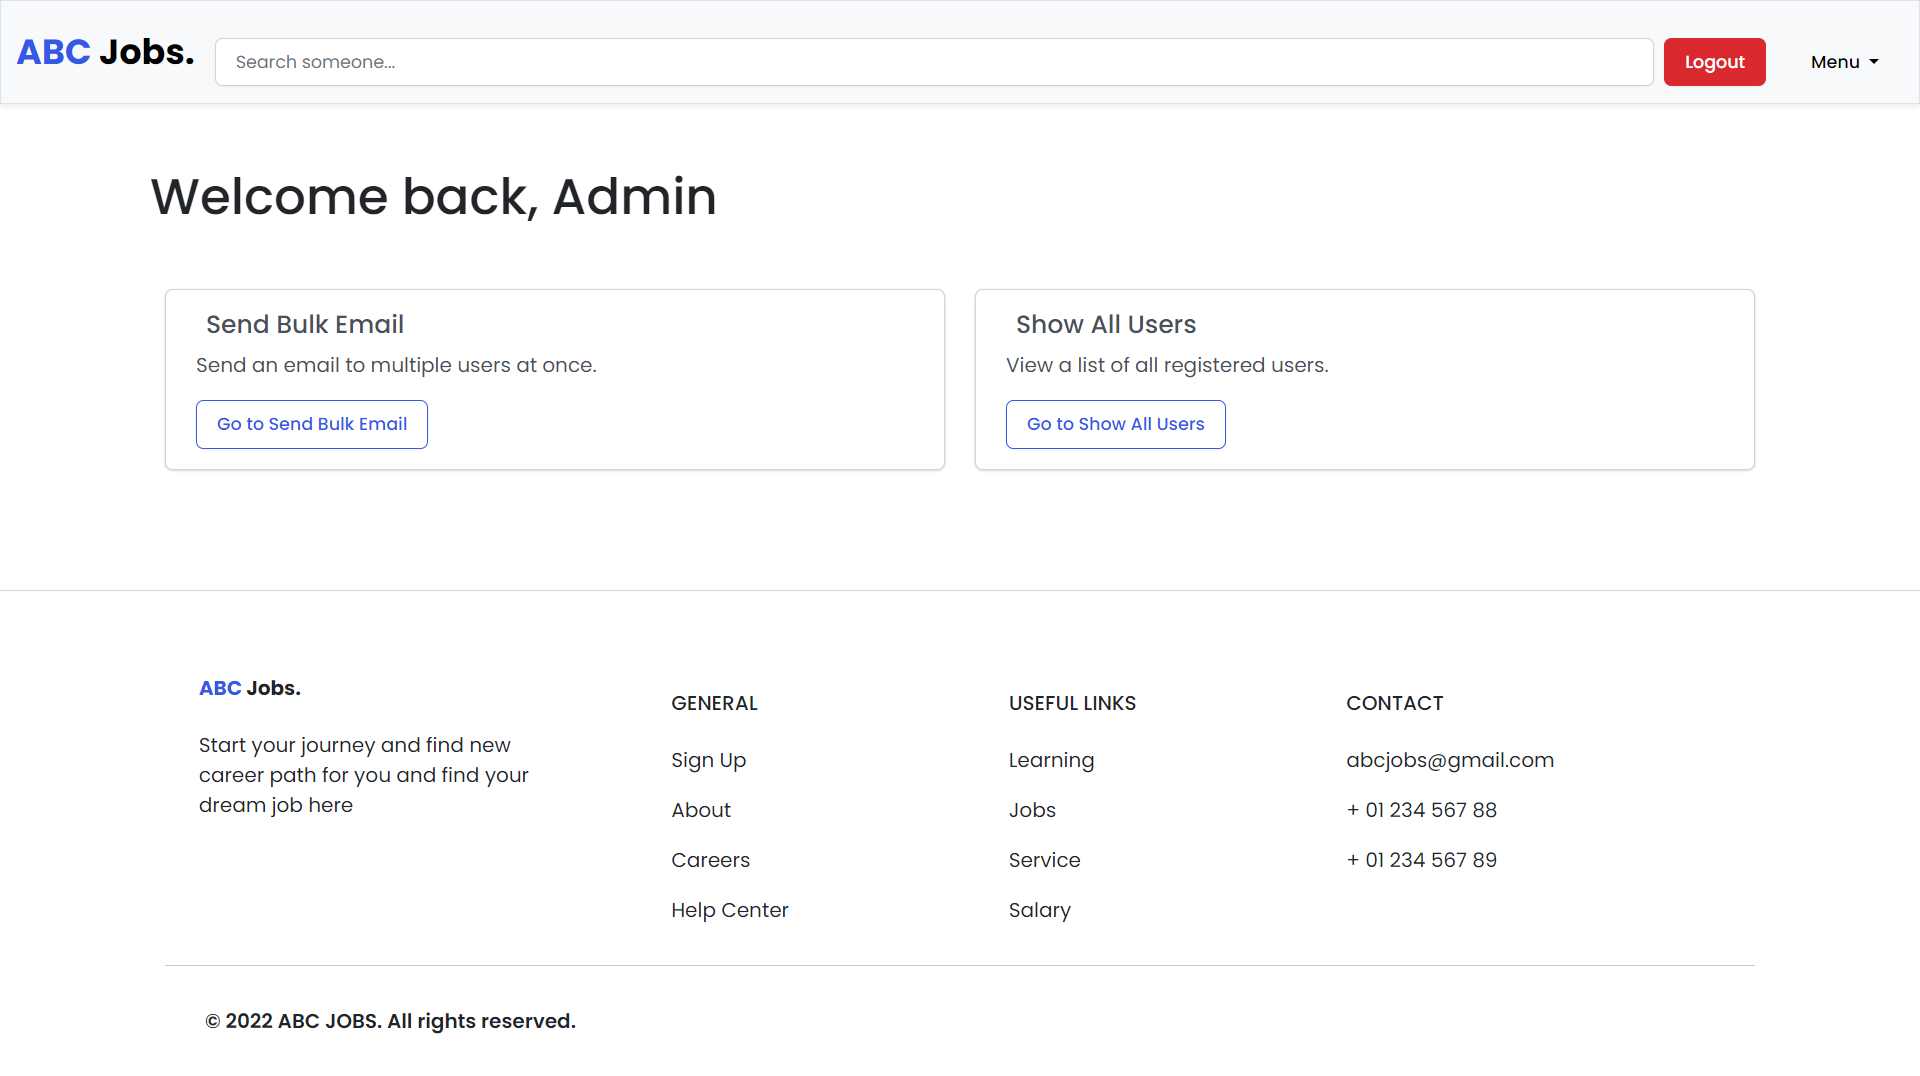 ABC Jobs.
Search someone...
Logout
Menu
Welcome back, Admin
Send Bulk Email
Send an email to multiple users at once.
Go to Send Bulk Email
Show All Users
View a list of all registered users.
Go to Show All Users
ABC Jobs.
Start your journey and find new
career path for you and find your
dream job here
GENERAL
Sign Up
About
Careers
Help Center
USEFUL LINKS
Learning
Jobs
Service
Salary
CONTACT
abcjobs@gmail.com
+ 01 234 567 88
+ 01 234 567 89
© 2022 ABC JOBS. All rights reserved.